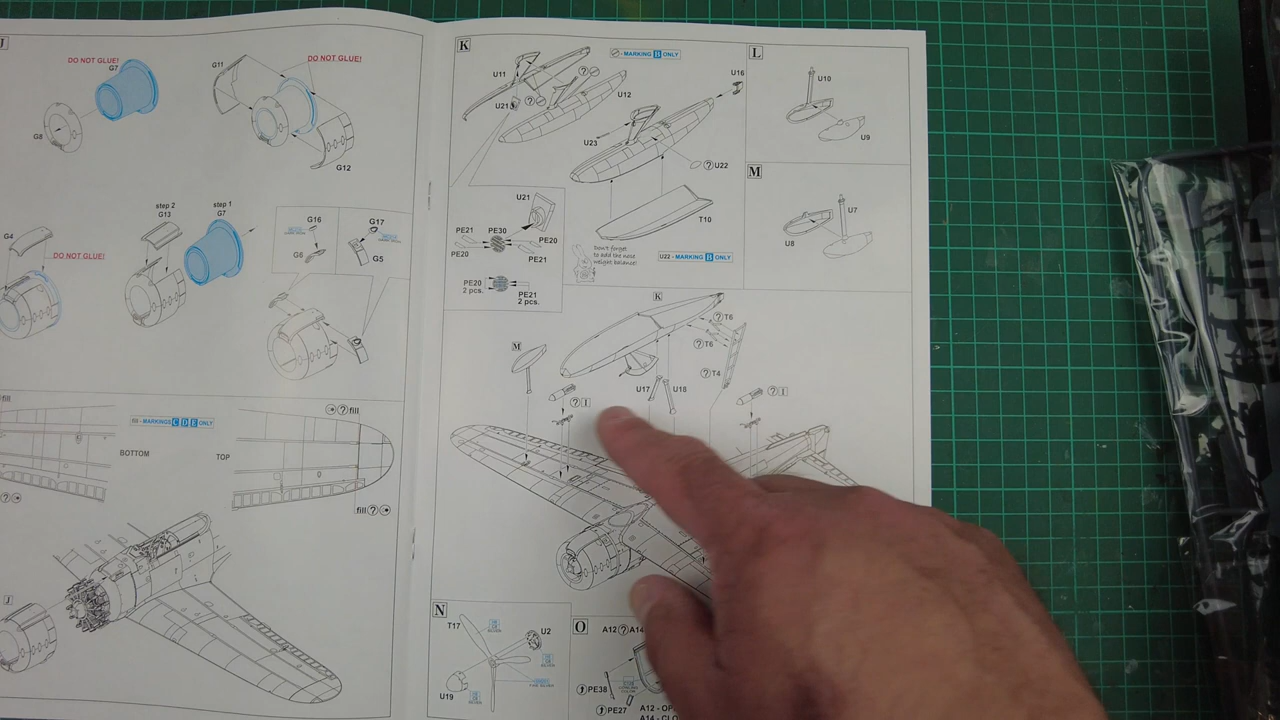 J
DO NOT GLUE!
G7
G8
G11
DO NOT GLUE!
G12
G4
DO NOT GLUE!
step 2
G13
step 1
G7
G16
G6
G17
G5
fill
fill - MARKINGS C D E ONLY
? fill
BOTTOM
TOP
?
fill ?
J
K
- MARKING B ONLY
U11
?
U21
?
U12
U16
U23
? U22
U21
PE21
PE30
PE20
PE20
PE21
PE20
2 pcs.
PE21
2 pcs.
T10
Don't forget
to add the nose
weight balance!
U22 - MARKING B ONLY
L
U10
U9
M
U7
U8
K
M
? T6
? T6
? T4
U17
U18
? I
? I
N
T17
U2
U19
O
A12 ? A14
PE38
PE27